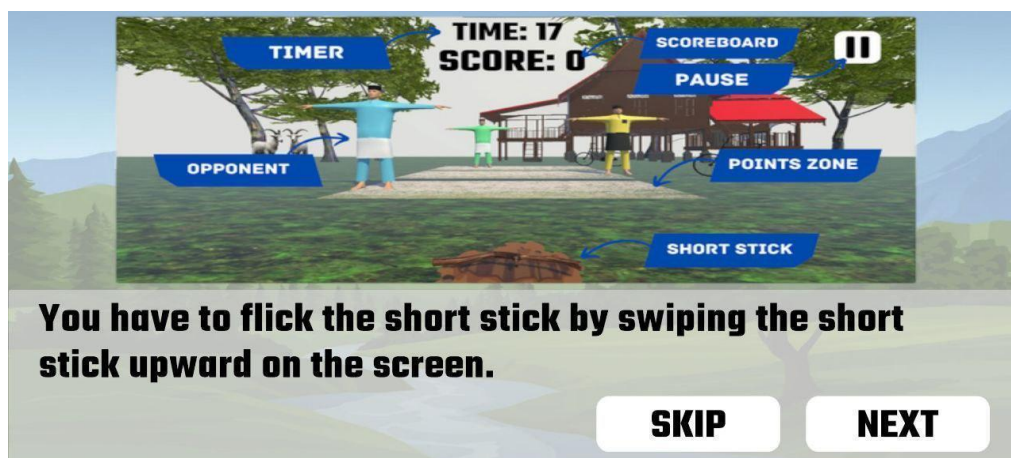 TIMER
TIME: 17
SCORE: 0
SCOREBOARD
PAUSE
OPPONENT
POINTS ZONE
SHORT STICK
You have to flick the short stick by swiping the short
stick upward on the screen.
SKIP
NEXT